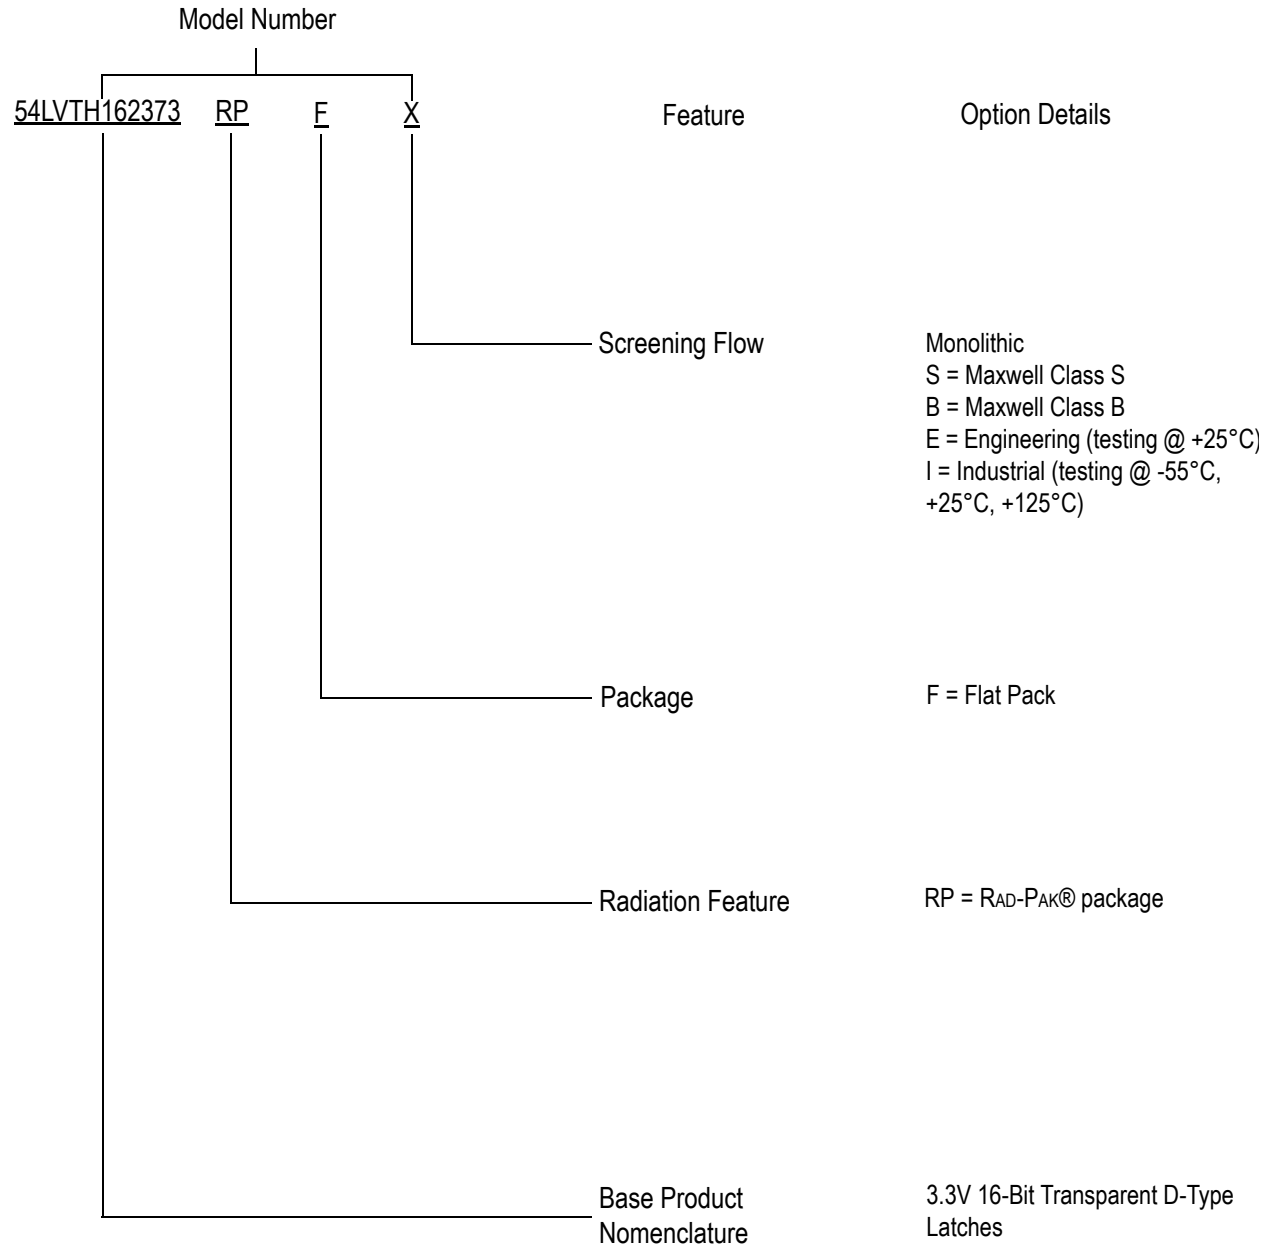 Model Number
54LVTH162373 RP F X Feature Option Details
Screening Flow
Monolithic
S = Maxwell Class S
B = Maxwell Class B
E = Engineering (testing @ +25°C)
I = Industrial (testing @ -55°C,
+25°C, +125°C)
Package
F = Flat Pack
Radiation Feature
RP = RAD-PAK® package
Base Product
Nomenclature
3.3V 16-Bit Transparent D-Type
Latches